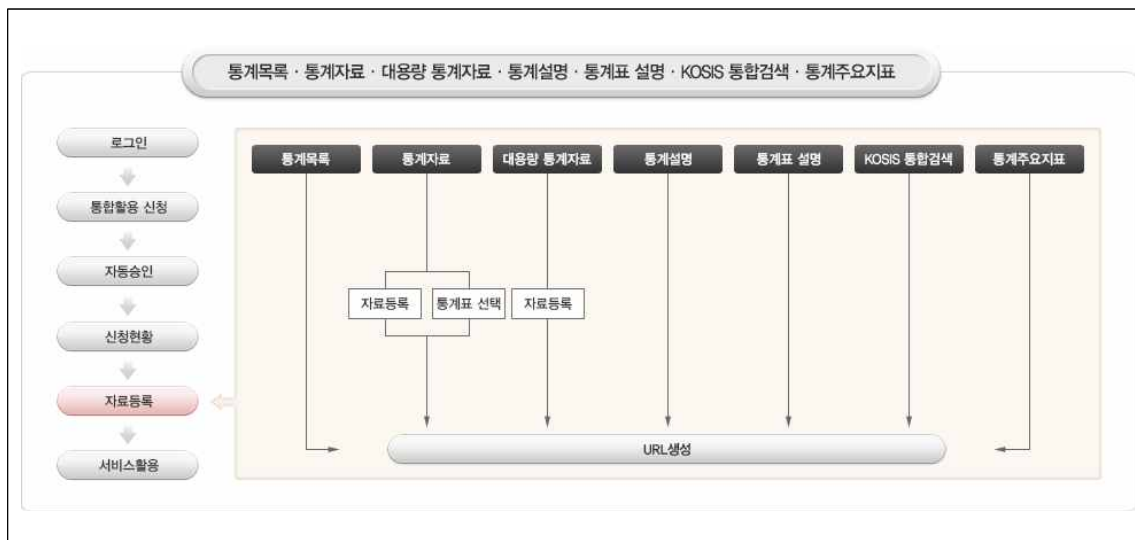 통계목록 · 통계자료 · 대용량 통계자료 · 통계설명 · 통계표 설명 · KOSIS 통합검색 · 통계주요지표
로그인
통합활용 신청
자동승인
신청현황
자료등록
서비스활용
통계목록 통계자료 대용량 통계자료 통계설명 통계표 설명 KOSIS 통합검색 통계주요지표
자료등록 통계표 선택 자료등록
URL생성